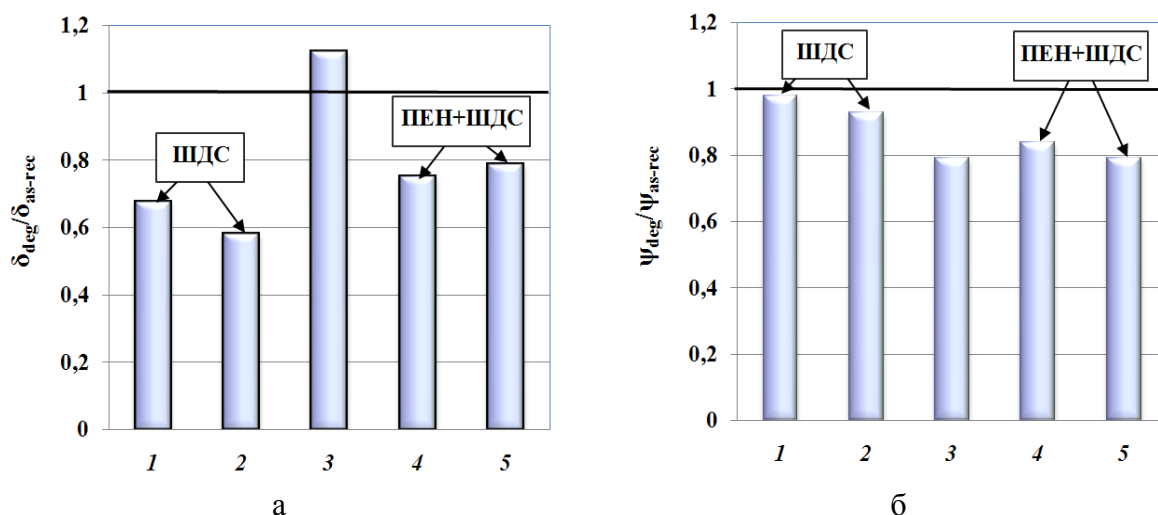 1,2
1
0,8
0,6
0,4
0,2
0
δdeg/δas-rec
ШДС
ПЕН+ШДС
1 2 3 4 5
а
1,2
1
0,8
0,6
0,4
0,2
0
Ψdeg/Ψas-rec
ШДС
ПЕН+ШДС
1 2 3 4 5
б